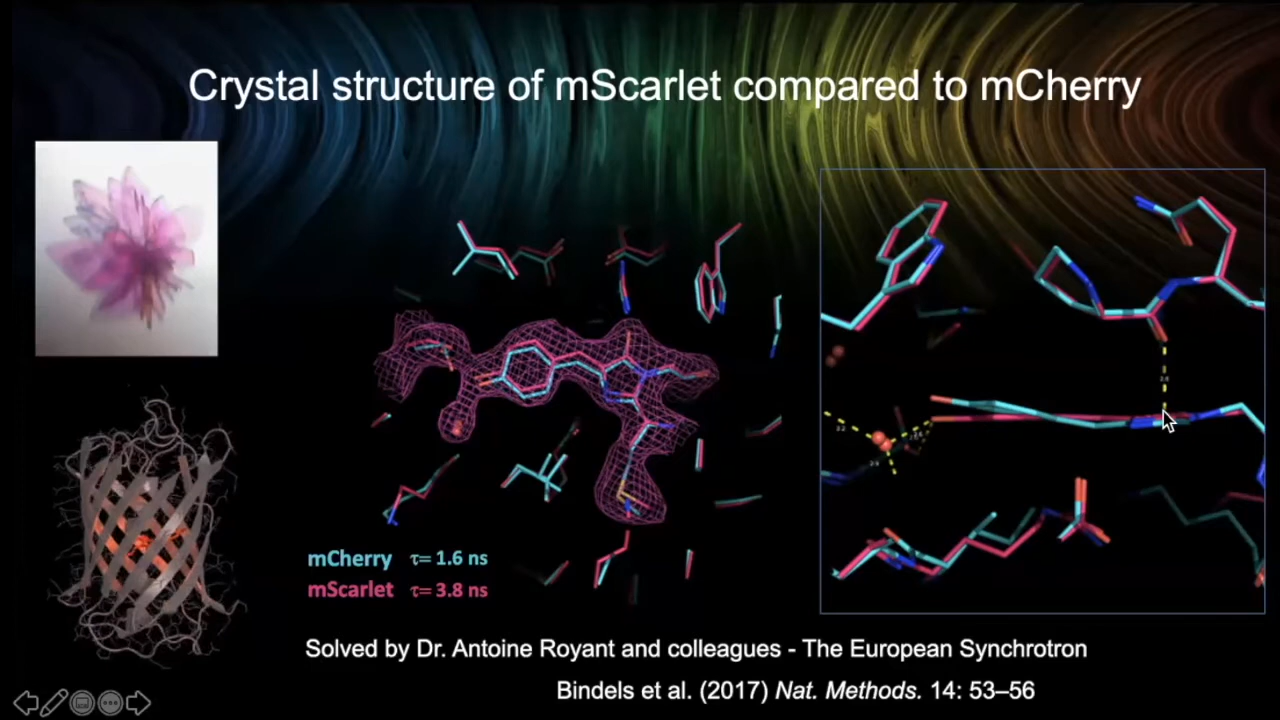 Crystal structure of mScarlet compared to mCherry
mCherry τ= 1.6 ns
mScarlet τ= 3.8 ns
Solved by Dr. Antoine Royant and colleagues - The European Synchrotron
Bindels et al. (2017) Nat. Methods. 14: 53–56